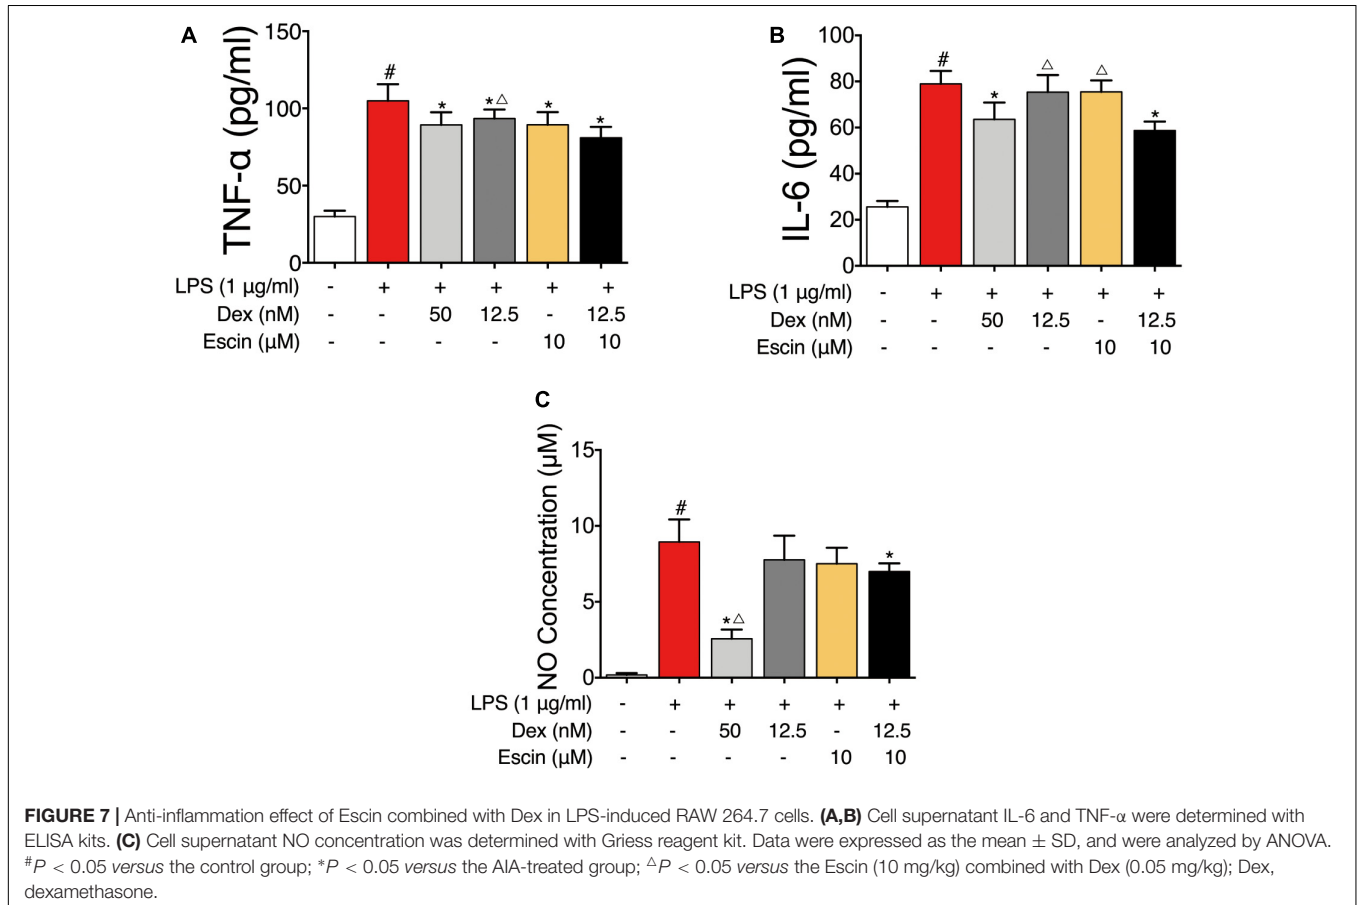 A
TNF-α (pg/ml)
150
100
50
0
#
*
*△
*
*
LPS (1 μg/ml) - + + + + +
Dex (nM) - - 50 12.5 - 12.5
Escin (μM) - - - - 10 10
B
IL-6 (pg/ml)
100
80
60
40
20
0
#
*
△
△
*
LPS (1 μg/ml) - + + + + +
Dex (nM) - - 50 12.5 - 12.5
Escin (μM) - - - - 10 10
C
NO Concentration (μM)
15
10
5
0
#
*△
*
LPS (1 μg/ml) - + + + + +
Dex (nM) - - 50 12.5 - 12.5
Escin (μM) - - - - 10 10
FIGURE 7 | Anti-inflammation effect of Escin combined with Dex in LPS-induced RAW 264.7 cells. (A,B) Cell supernatant IL-6 and TNF-α were determined with
ELISA kits. (C) Cell supernatant NO concentration was determined with Griess reagent kit. Data were expressed as the mean ± SD, and were analyzed by ANOVA.
#P < 0.05 versus the control group; *P < 0.05 versus the AIA-treated group; △P < 0.05 versus the Escin (10 mg/kg) combined with Dex (0.05 mg/kg); Dex,
dexamethasone.